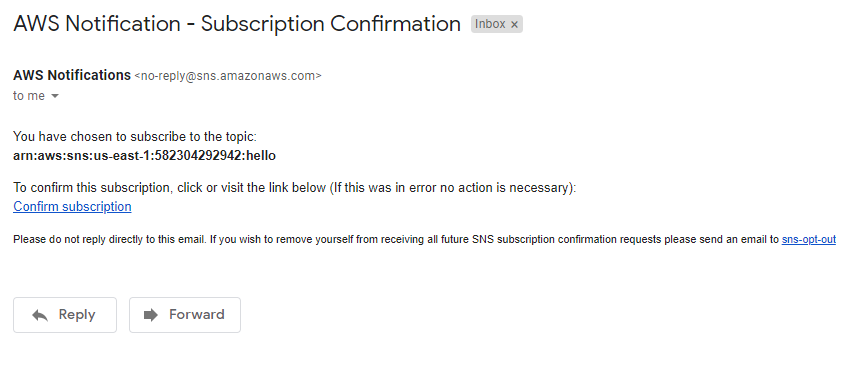 AWS Notification - Subscription Confirmation Inbox x
AWS Notifications <no-reply@sns.amazonaws.com>
to me
You have chosen to subscribe to the topic:
arn:aws:sns:us-east-1:582304292942:hello
To confirm this subscription, click or visit the link below (If this was in error no action is necessary):
Confirm subscription
Please do not reply directly to this email. If you wish to remove yourself from receiving all future SNS subscription confirmation requests please send an email to sns-opt-out
Reply Forward